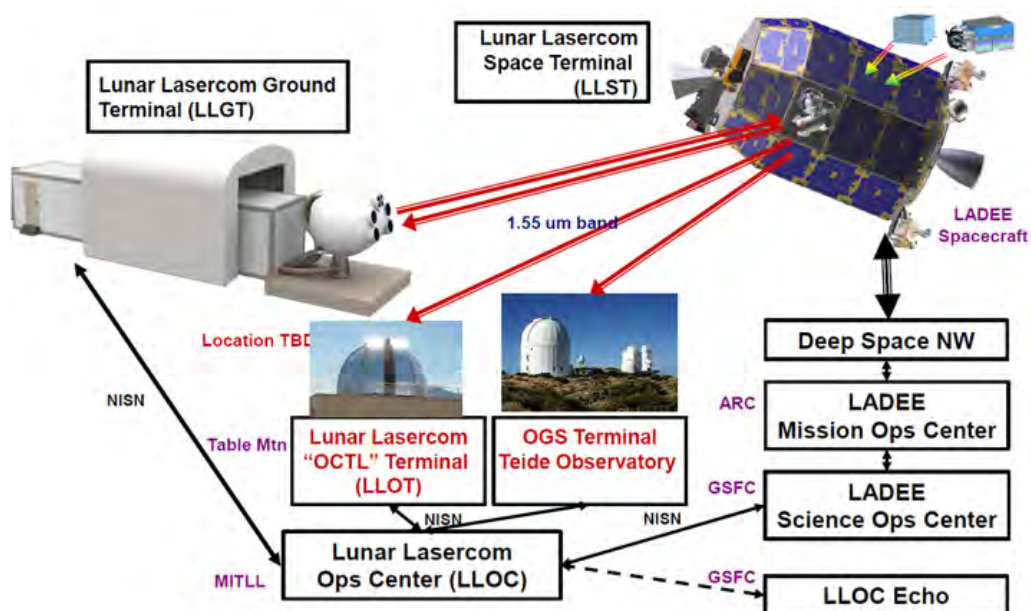 Lunar Lasercom
Space Terminal
(LLST)
Lunar Lasercom Ground
Terminal (LLGT)
1.55 um band
LADEE
Spacecraft
Location TBD
Deep Space NW
NISN
ARC
LADEE
Mission Ops Center
Table Mtn
Lunar Lasercom
“OCTL” Terminal
(LLOT)
OGS Terminal
Teide Observatory
GSFC
LADEE
Science Ops Center
NISN
NISN
MITLL
Lunar Lasercom
Ops Center (LLOC)
GSFC
LLOC Echo